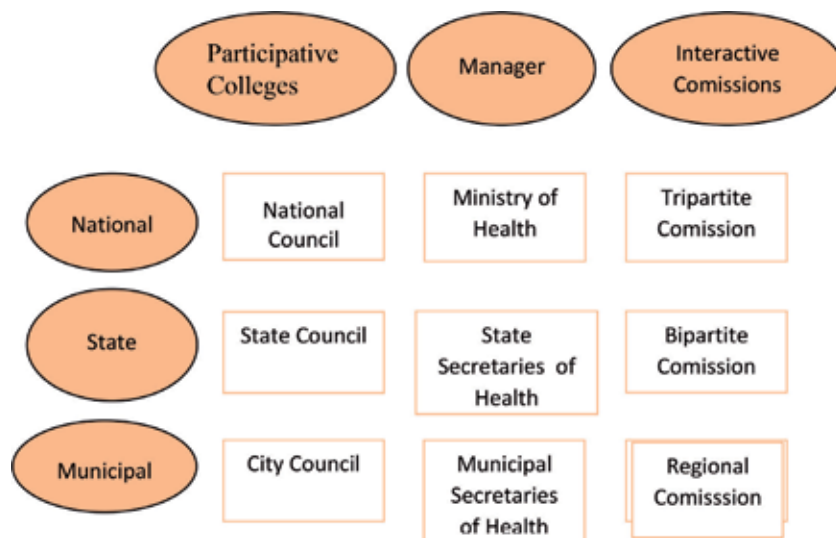 Participative
Colleges
Manager
Interactive
Comissions
National
National
Council
Ministry of
Health
Tripartite
Comission
State
State Council
State
Secretaries of
Health
Bipartite
Comission
Municipal
City Council
Municipal
Secretaries
of Health
Regional
Comisssion